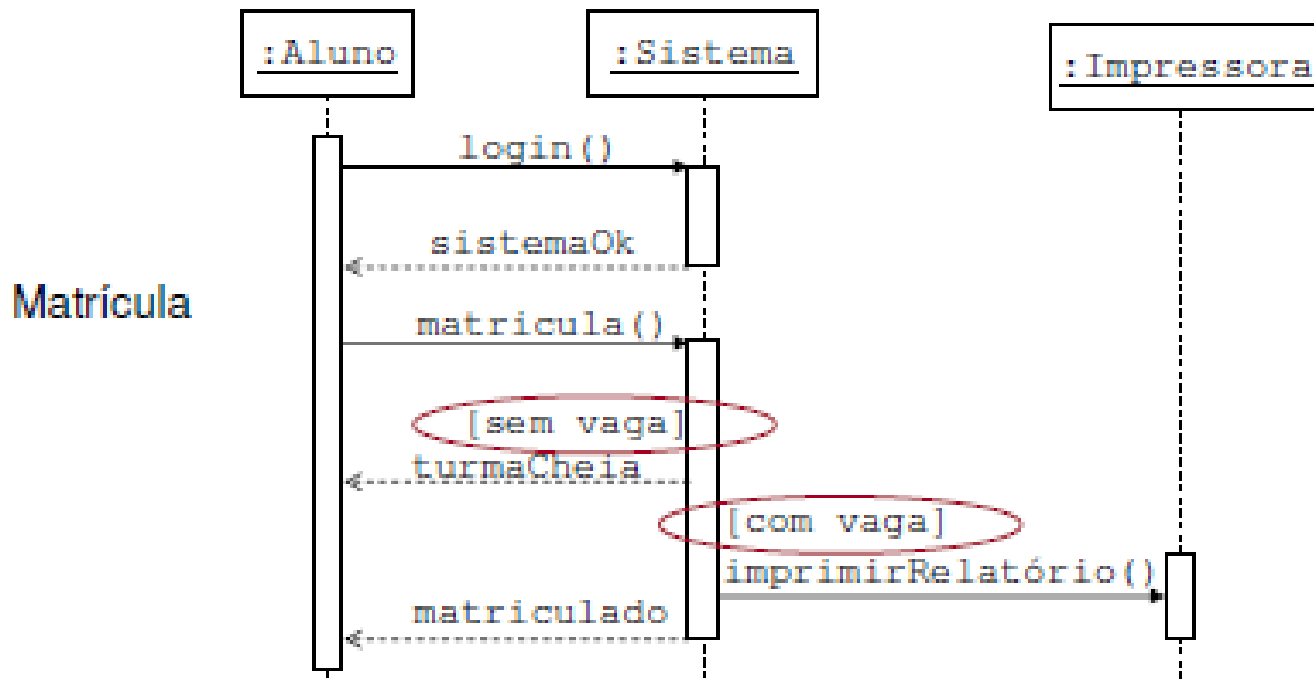 :Aluno
:Sistema
:Impressora
login()
sistemaOk
Matrícula
matricula()
[sem vaga]
turmaCheia
[com vaga]
imprimirRelatório()
matriculado